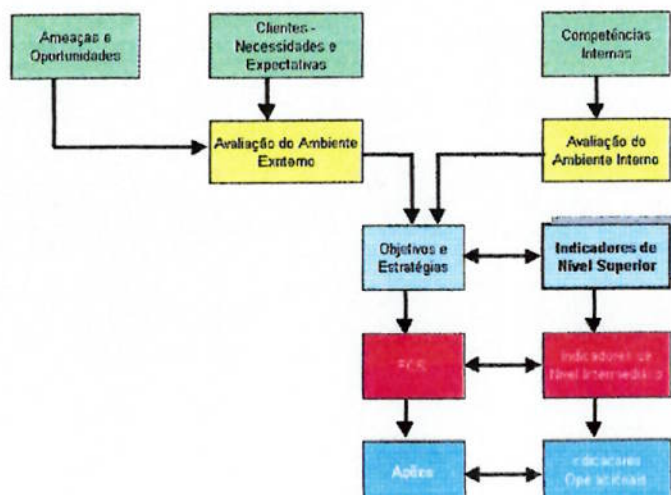 Ameaças e
Oportunidades
Clientes -
Necessidades e
Expectativas
Competências
Internas
Avaliação do Ambiente
Exnterno
Avaliação do
Ambiente Interno
Objetivos e
Estratégias
Indicadores de
Nível Superior
FCS
Indicadores de
Nível Intermediário
Ações
Indicadores
Operacionais